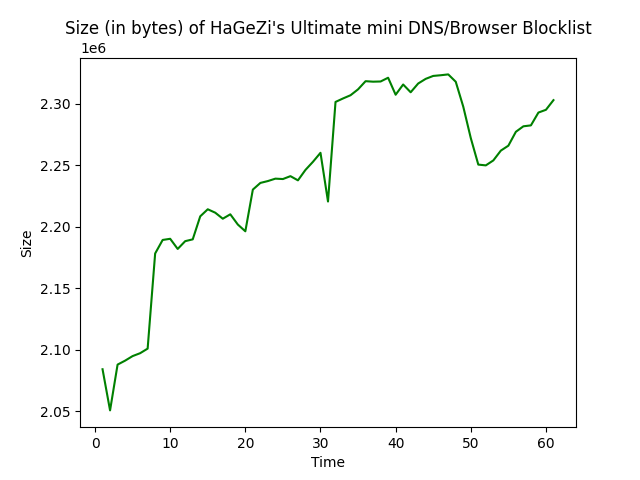 Size (in bytes) of HaGeZi's Ultimate mini DNS/Browser Blocklist
1e6
2.30
2.25
2.20
2.15
2.10
2.05
Size
0 10 20 30 40 50 60
Time